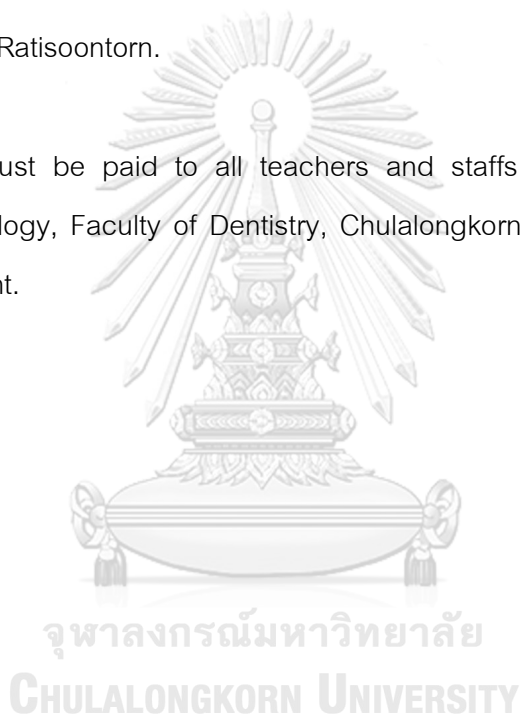 Ratisoontorn.
ust be paid to all teachers and staffs
logy, Faculty of Dentistry, Chulalongkorn
nt.
จุฬาลงกรณ์มหาวิทยาลัย
CHULALONGKORN UNIVERSITY